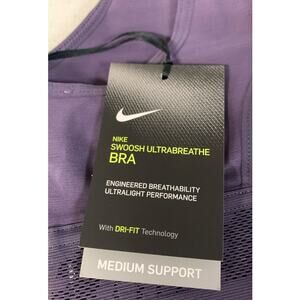 NIKE
SWOOSH ULTRABREATHE
BRA
ENGINEERED BREATHABILITY
ULTRALIGHT PERFORMANCE
With DRI-FIT Technology
MEDIUM SUPPORT